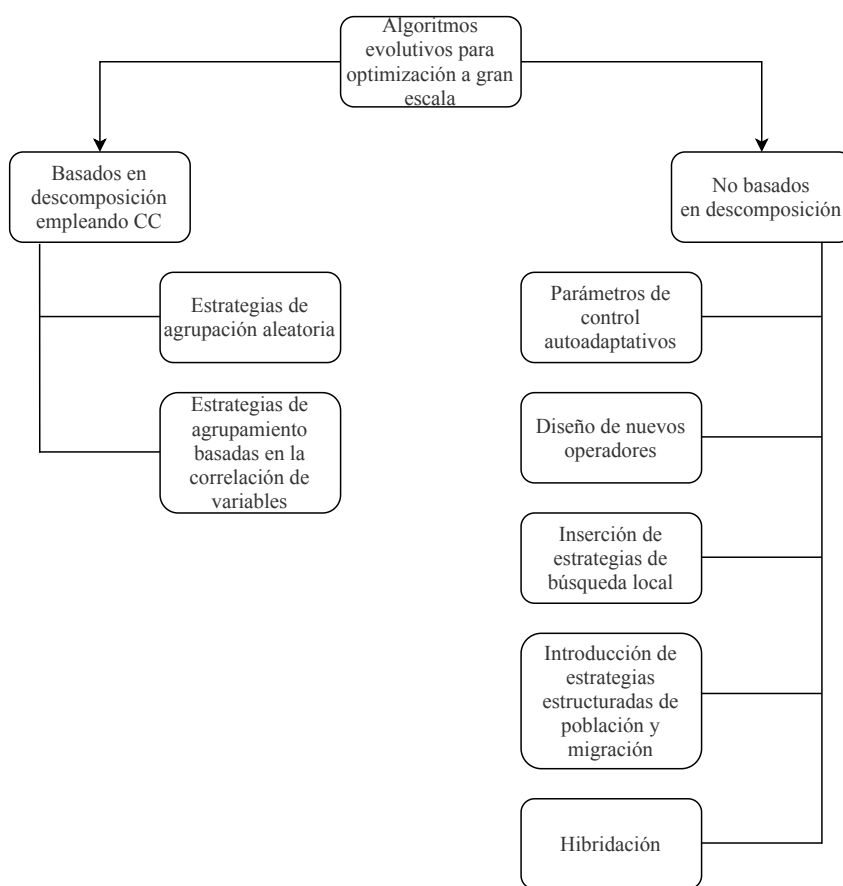 Algoritmos
evolutivos para
optimización a gran
escala
Basados en
descomposición
empleando CC
No basados
en descomposición
Estrategias de
agrupación aleatoria
Estrategias de
agrupamiento
basadas en la
correlación de
variables
Parámetros de
control
autoadaptativos
Diseño de nuevos
operadores
Inserción de
estrategias de
búsqueda local
Introducción de
estrategias
estructuradas de
población y
migración
Hibridación